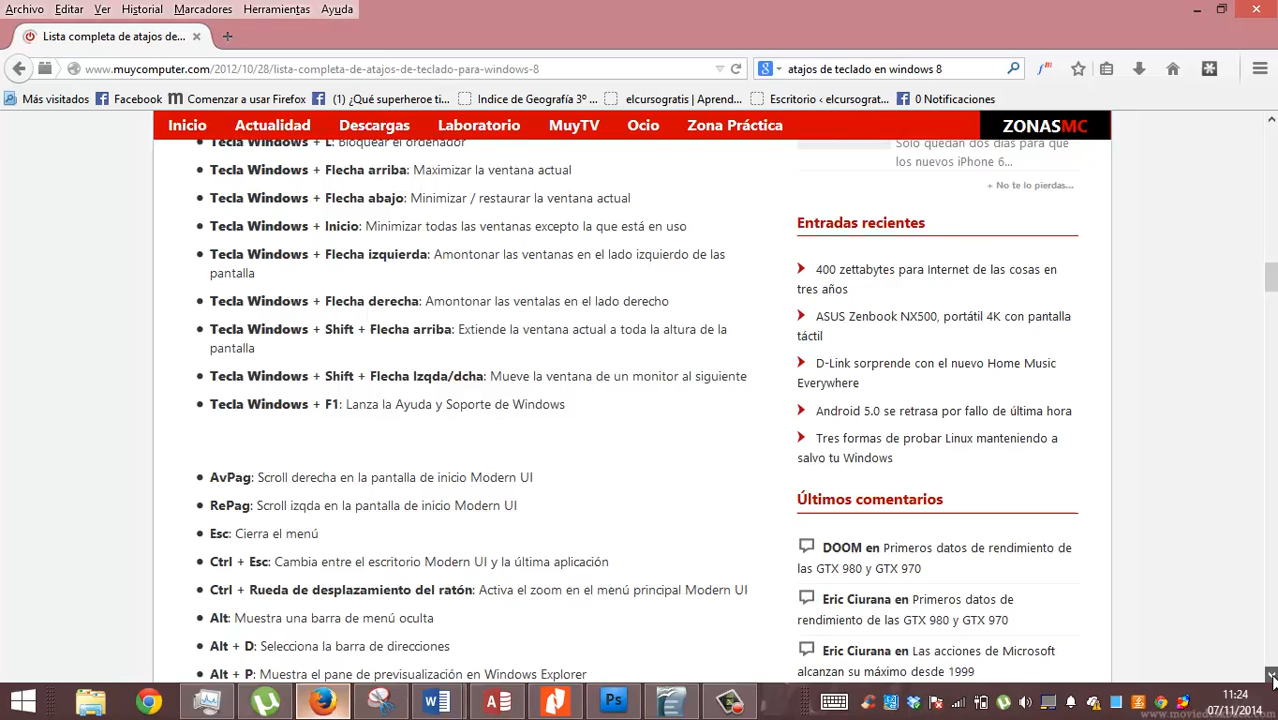 Archivo Editar Ver Historial Marcadores Herramientas Ayuda
Lista completa de atajos de...
www.muycomputer.com/2012/10/28/lista-completa-de-atajos-de-teclado-para-windows-8
atajos de teclado en windows 8
Más visitados Facebook Comenzar a usar Firefox (1) ¿Qué superheroe ti... Indice de Geografía 3º ... elcursogratis | Aprend... Escritorio ‹ elcursograt... 0 Notificaciones
Inicio Actualidad Descargas Laboratorio MuyTV Ocio Zona Práctica ZONASMC
Tecla Windows + L: Bloquear el ordenador
Tecla Windows + Flecha arriba: Maximizar la ventana actual
Tecla Windows + Flecha abajo: Minimizar / restaurar la ventana actual
Tecla Windows + Inicio: Minimizar todas las ventanas excepto la que está en uso
Tecla Windows + Flecha izquierda: Amontonar las ventanas en el lado izquierdo de las
pantalla
Tecla Windows + Flecha derecha: Amontonar las ventalas en el lado derecho
Tecla Windows + Shift + Flecha arriba: Extiende la ventana actual a toda la altura de la
pantalla
Tecla Windows + Shift + Flecha Izqda/dcha: Mueve la ventana de un monitor al siguiente
Tecla Windows + F1: Lanza la Ayuda y Soporte de Windows
AvPag: Scroll derecha en la pantalla de inicio Modern UI
RePag: Scroll izqda en la pantalla de inicio Modern UI
Esc: Cierra el menú
Ctrl + Esc: Cambia entre el escritorio Modern UI y la última aplicación
Ctrl + Rueda de desplazamiento del ratón: Activa el zoom en el menú principal Modern UI
Alt: Muestra una barra de menú oculta
Alt + D: Selecciona la barra de direcciones
Alt + P: Muestra el pane de previsualización en Windows Explorer
Solo quedan dos días para que
los nuevos iPhone 6...
+ No te lo pierdas...
Entradas recientes
400 zettabytes para Internet de las cosas en
tres años
ASUS Zenbook NX500, portátil 4K con pantalla
táctil
D-Link sorprende con el nuevo Home Music
Everywhere
Android 5.0 se retrasa por fallo de última hora
Tres formas de probar Linux manteniendo a
salvo tu Windows
Últimos comentarios
DOOM en Primeros datos de rendimiento de
las GTX 980 y GTX 970
Eric Ciurana en Primeros datos de
rendimiento de las GTX 980 y GTX 970
Eric Ciurana en Las acciones de Microsoft
alcanzan su máximo desde 1999
11:24
07/11/2014